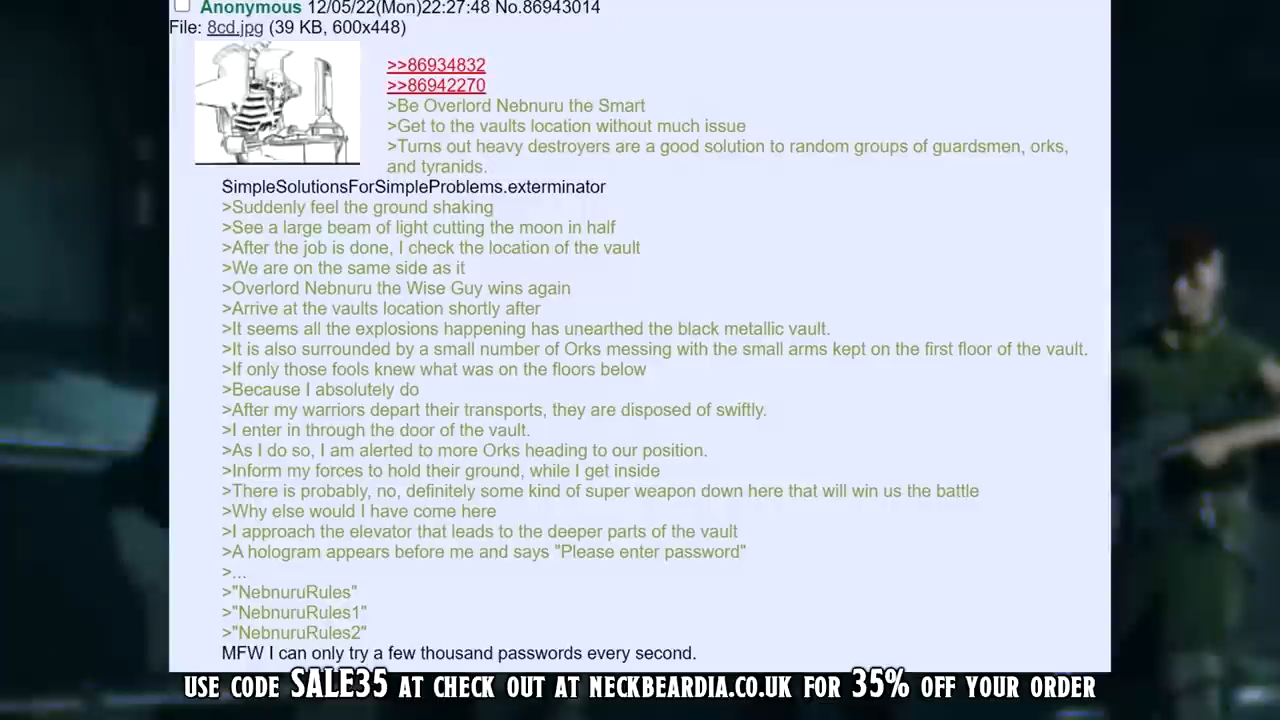 Anonymous 12/05/22(Mon)22:27:48 No.86943014
File: 8cd.jpg (39 KB, 600x448)
>>86934832
>>86942270
>Be Overlord Nebnuru the Smart
>Get to the vaults location without much issue
>Turns out heavy destroyers are a good solution to random groups of guardsmen, orks,
and tyranids.
SimpleSolutionsForSimpleProblems.exterminator
>Suddenly feel the ground shaking
>See a large beam of light cutting the moon in half
>After the job is done, I check the location of the vault
>We are on the same side as it
>Overlord Nebnuru the Wise Guy wins again
>Arrive at the vaults location shortly after
>It seems all the explosions happening has unearthed the black metallic vault.
>It is also surrounded by a small number of Orks messing with the small arms kept on the first floor of the vault.
>If only those fools knew what was on the floors below
>Because I absolutely do
>After my warriors depart their transports, they are disposed of swiftly.
>I enter in through the door of the vault.
>As I do so, I am alerted to more Orks heading to our position.
>Inform my forces to hold their ground, while I get inside
>There is probably, no, definitely some kind of super weapon down here that will win us the battle
>Why else would I have come here
>I approach the elevator that leads to the deeper parts of the vault
>A hologram appears before me and says "Please enter password"
>...
>"NebnuruRules"
>"NebnuruRules1"
>"NebnuruRules2"
MFW I can only try a few thousand passwords every second.
USE CODE SALE35 AT CHECK OUT AT NECKBEARDIA.CO.UK FOR 35% OFF YOUR ORDER